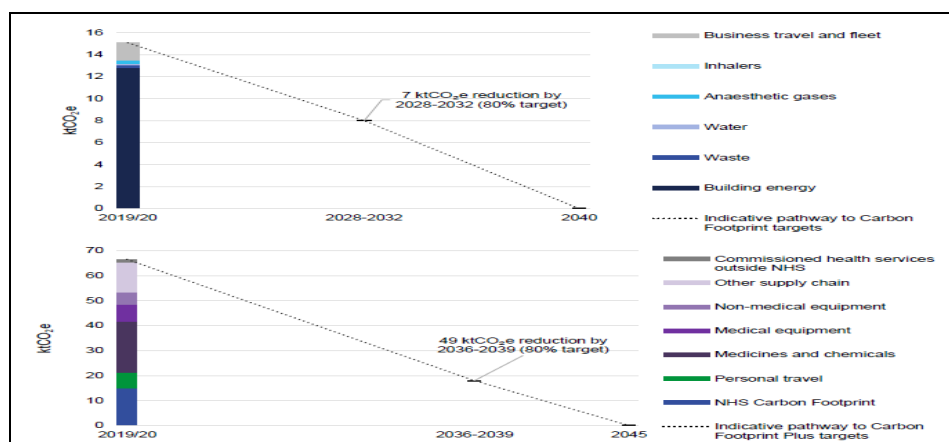 16
14
12
10
8
6
4
2
0
ktCO₂e
7 ktCO₂e reduction by
2028-2032 (80% target)
2019/20
2028-2032
2040
Business travel and fleet
Inhalers
Anaesthetic gases
Water
Waste
Building energy
Indicative pathway to Carbon
Footprint targets
70
60
50
40
30
20
10
0
ktCO₂e
49 ktCO₂e reduction by
2036-2039 (80% target)
2019/20
2036-2039
2045
Commissioned health services
outside NHS
Other supply chain
Non-medical equipment
Medical equipment
Medicines and chemicals
Personal travel
NHS Carbon Footprint
Indicative pathway to Carbon
Footprint Plus targets